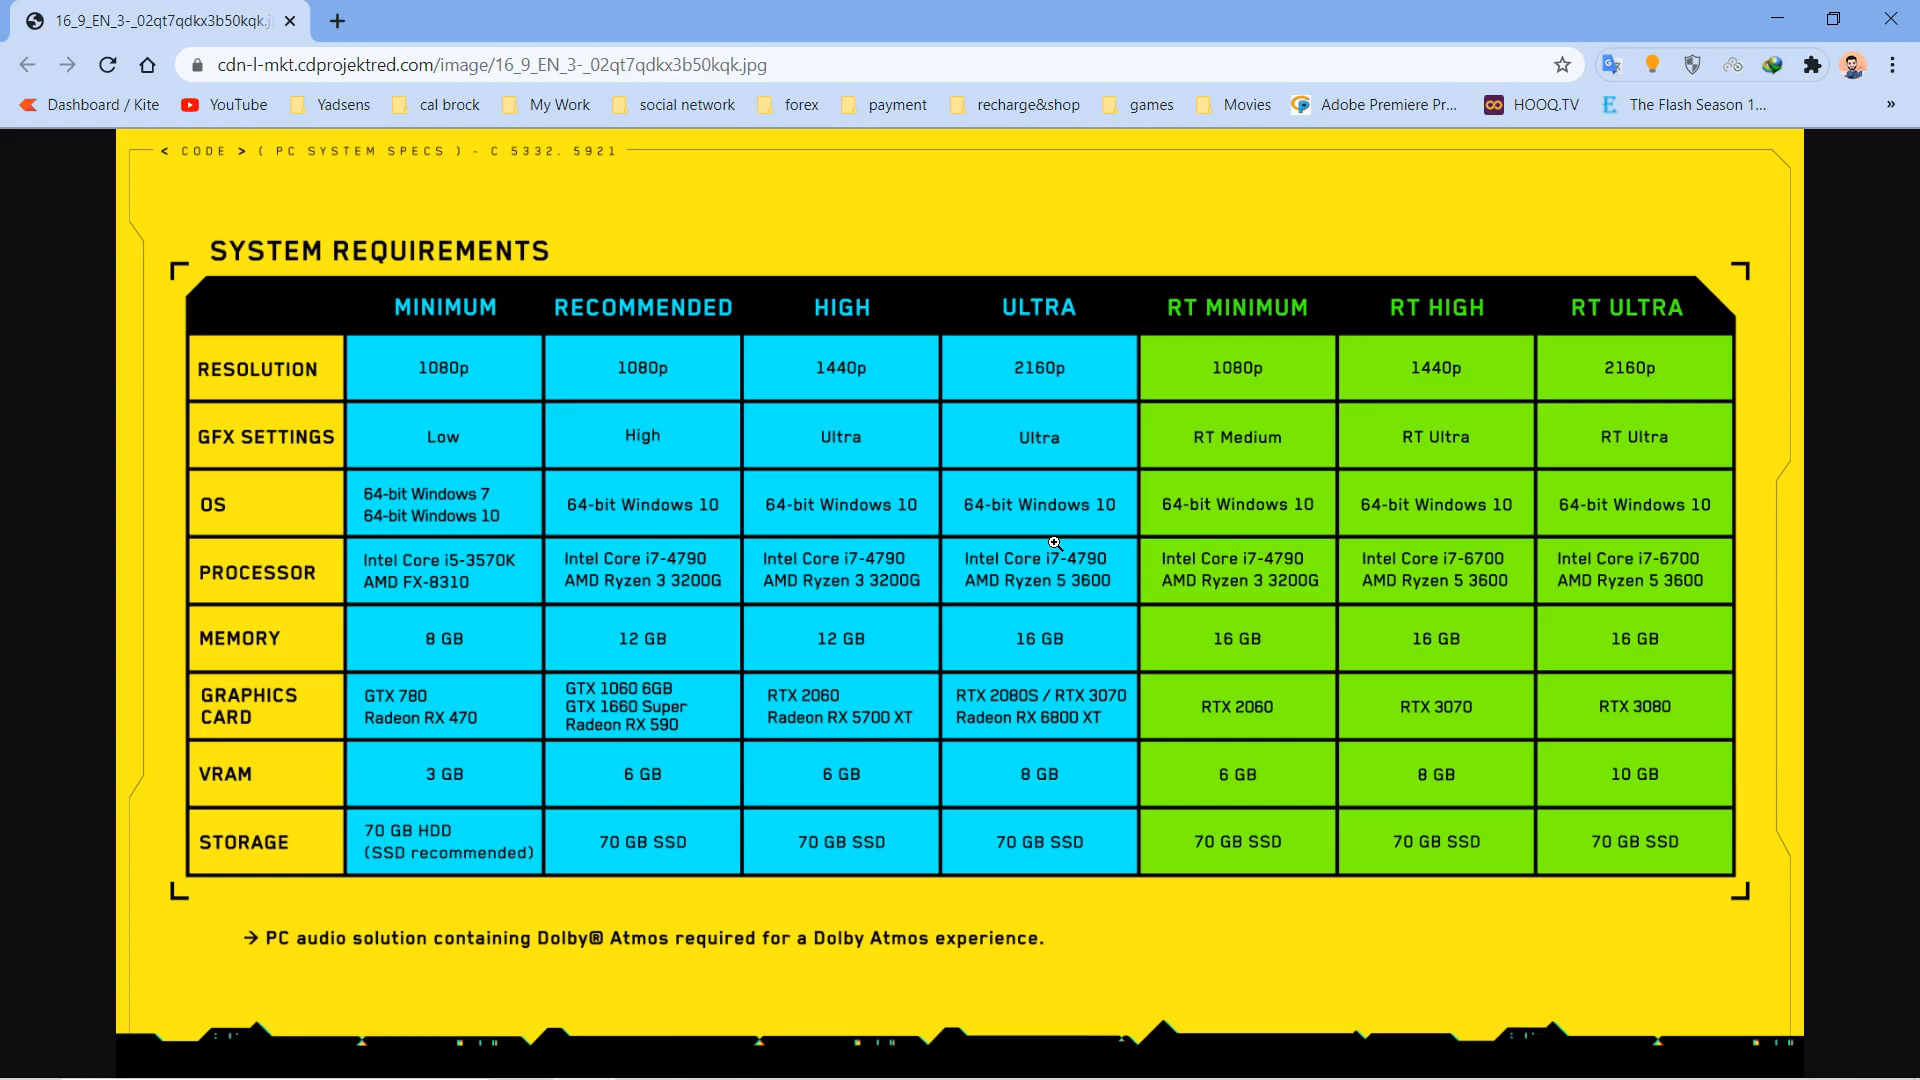 16_9_EN_3-_02qt7qdkx3b50kqk.j
cdn-l-mkt.cdprojektred.com/image/16_9_EN_3-_02qt7qdkx3b50kqk.jpg
Dashboard / Kite YouTube Yadsens cal brock My Work social network forex payment recharge&shop games Movies Adobe Premiere Pr... HOOQ.TV The Flash Season 1... »
< CODE > ( PC SYSTEM SPECS ) - C 5332. 5921
SYSTEM REQUIREMENTS
MINIMUM RECOMMENDED HIGH ULTRA RT MINIMUM RT HIGH RT ULTRA
RESOLUTION 1080p 1080p 1440p 2160p 1080p 1440p 2160p
GFX SETTINGS Low High Ultra Ultra RT Medium RT Ultra RT Ultra
OS
64-bit Windows 7
64-bit Windows 10
64-bit Windows 10
64-bit Windows 10
64-bit Windows 10
64-bit Windows 10
64-bit Windows 10
64-bit Windows 10
PROCESSOR
Intel Core i5-3570K
AMD FX-8310
Intel Core i7-4790
AMD Ryzen 3 3200G
Intel Core i7-4790
AMD Ryzen 3 3200G
Intel Core i7-4790
AMD Ryzen 5 3600
Intel Core i7-4790
AMD Ryzen 3 3200G
Intel Core i7-6700
AMD Ryzen 5 3600
Intel Core i7-6700
AMD Ryzen 5 3600
MEMORY 8 GB 12 GB 12 GB 16 GB 16 GB 16 GB 16 GB
GRAPHICS
CARD
GTX 780
Radeon RX 470
GTX 1060 6GB
GTX 1660 Super
Radeon RX 590
RTX 2060
Radeon RX 5700 XT
RTX 2080S / RTX 3070
Radeon RX 6800 XT
RTX 2060
RTX 3070
RTX 3080
VRAM 3 GB 6 GB 6 GB 8 GB 6 GB 8 GB 10 GB
STORAGE
70 GB HDD
(SSD recommended)
70 GB SSD
70 GB SSD
70 GB SSD
70 GB SSD
70 GB SSD
70 GB SSD
→ PC audio solution containing Dolby® Atmos required for a Dolby Atmos experience.